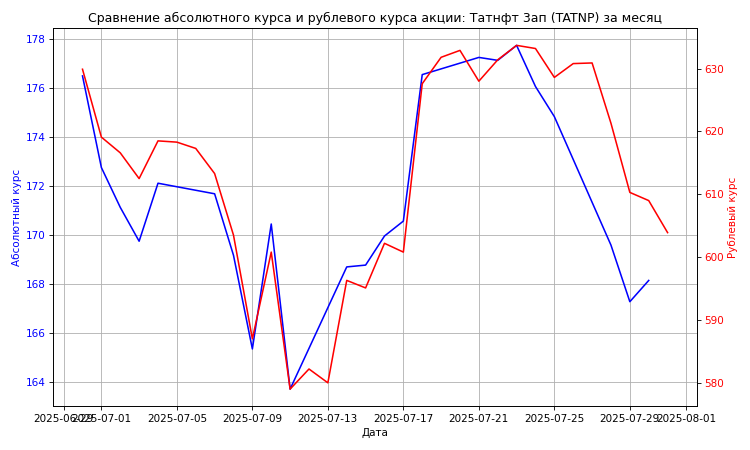 Сравнение абсолютного курса и рублевого курса акции: Татнфт 3ап (TATNP) за месяц
178
176
174
172
170
168
166
164
Абсолютный курс
630
620
610
600
590
580
Рублевый курс
2025-06-29 2025-07-01 2025-07-05 2025-07-09 2025-07-13 2025-07-17 2025-07-21 2025-07-25 2025-07-29 2025-08-01
Дата